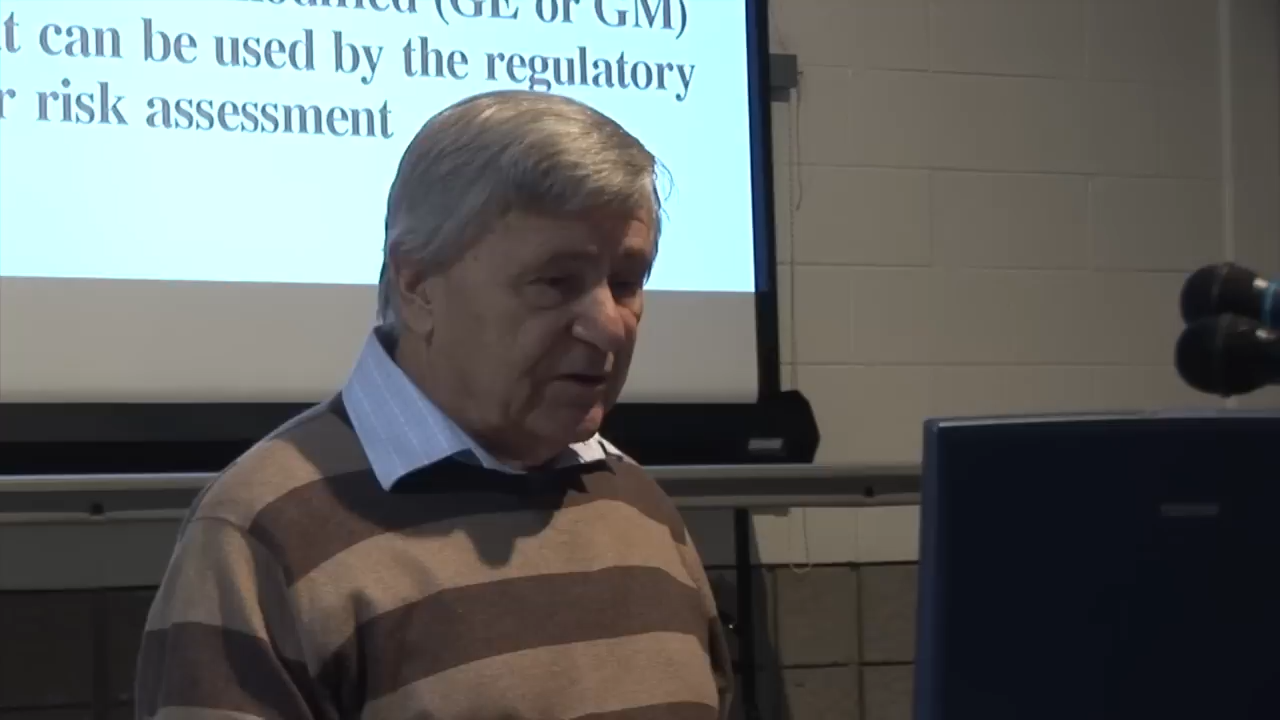 (GE or GM)
can be used by the regulatory
risk assessment